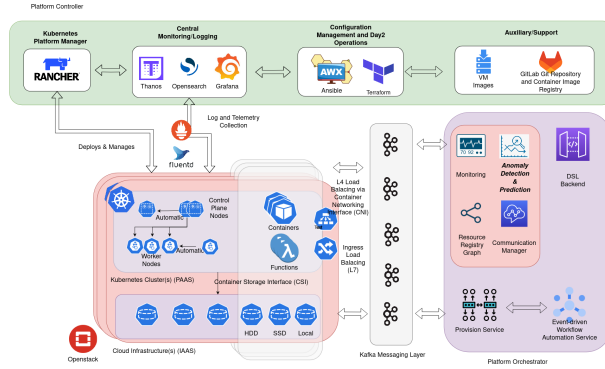 Platform Controller
Kubernetes
Platform Manager
Central
Monitoring/Logging
Configuration
Management and Day2
Operations
Auxiliary/Support
RANCHER
Thanos
Opensearch
Grafana
AWX
Ansible
Terraform
VM
Images
GitLab Git Repository
and Container Image
Registry
Log and Telemetry
Collection
Deploys & Manages
fluentd
Control
Plane
Nodes
Automatic
Worker
Nodes
Automatic
Containers
Functions
Kubernetes Cluster(s) (PAAS)
Container Storage Interface (CSI)
L4 Load
Balacing via
Container
Networking
Interface (CNI)
Ingress
Load
Balacing
(L7)
HDD
SSD
Local
Cloud Infrastructure(s) (IAAS)
Openstack
Kafka Messaging Layer
70 92
Monitoring
Anomaly
Detection
&
Prediction
DSL
Backend
Resource
Registry
Graph
Communication
Manager
Provision Service
Event-driven
Workflow
Automation Service
Platform Orchestrator